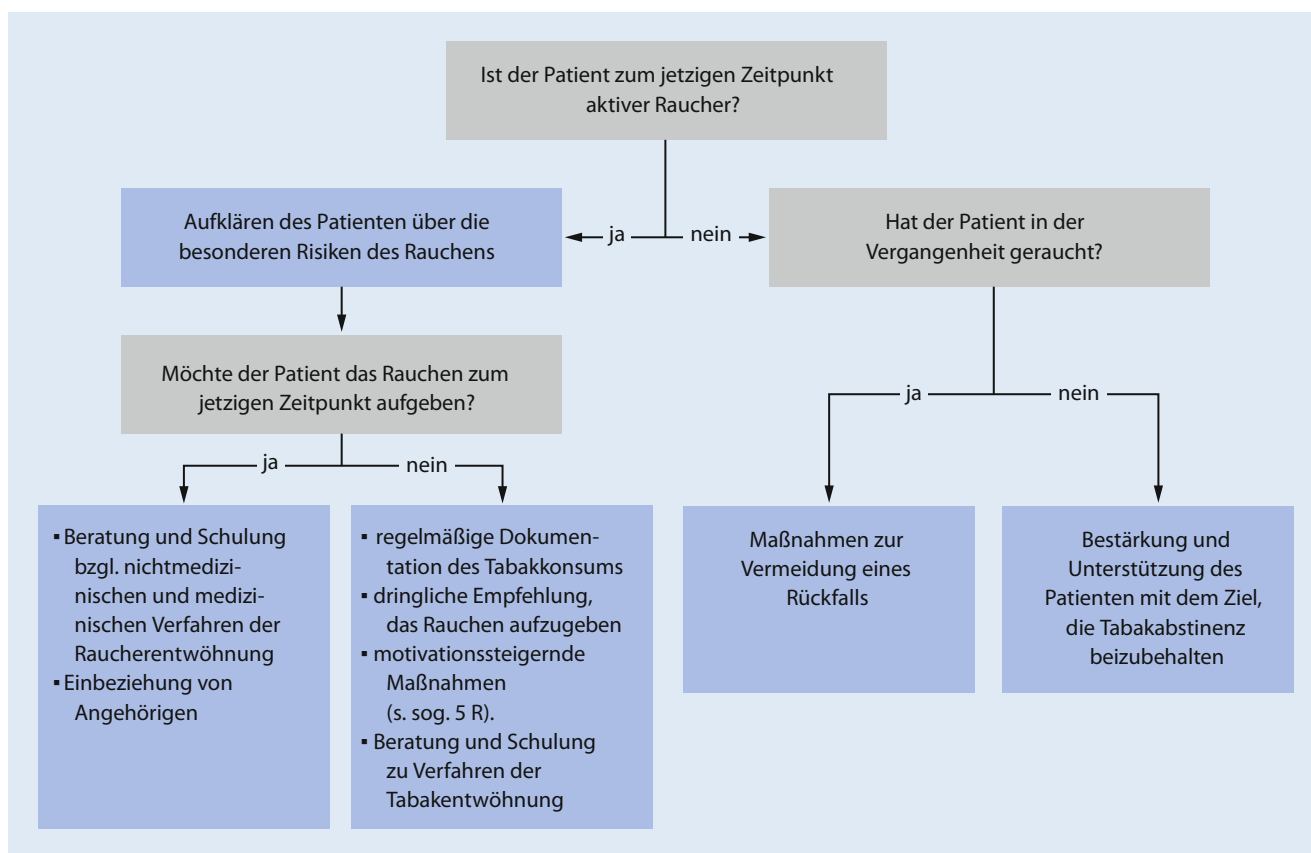 Ist der Patient zum jetzigen Zeitpunkt
aktiver Raucher?
Aufklären des Patienten über die
besonderen Risiken des Rauchens
ja
nein
Hat der Patient in der
Vergangenheit geraucht?
Möchte der Patient das Rauchen zum
jetzigen Zeitpunkt aufgeben?
ja
nein
ja
nein
▪ Beratung und Schulung
bzgl. nichtmedizi-
nischen und medizi-
nischen Verfahren der
Raucherentwöhnung
▪ Einbeziehung von
Angehörigen
▪ regelmäßige Dokumen-
tation des Tabakkonsums
▪ dringliche Empfehlung,
das Rauchen aufzugeben
▪ motivationssteigernde
Maßnahmen
(s. sog. 5 R).
▪ Beratung und Schulung
zu Verfahren der
Tabakentwöhnung
Maßnahmen zur
Vermeidung eines
Rückfalls
Bestärkung und
Unterstützung des
Patienten mit dem Ziel,
die Tabakabstinenz
beizubehalten